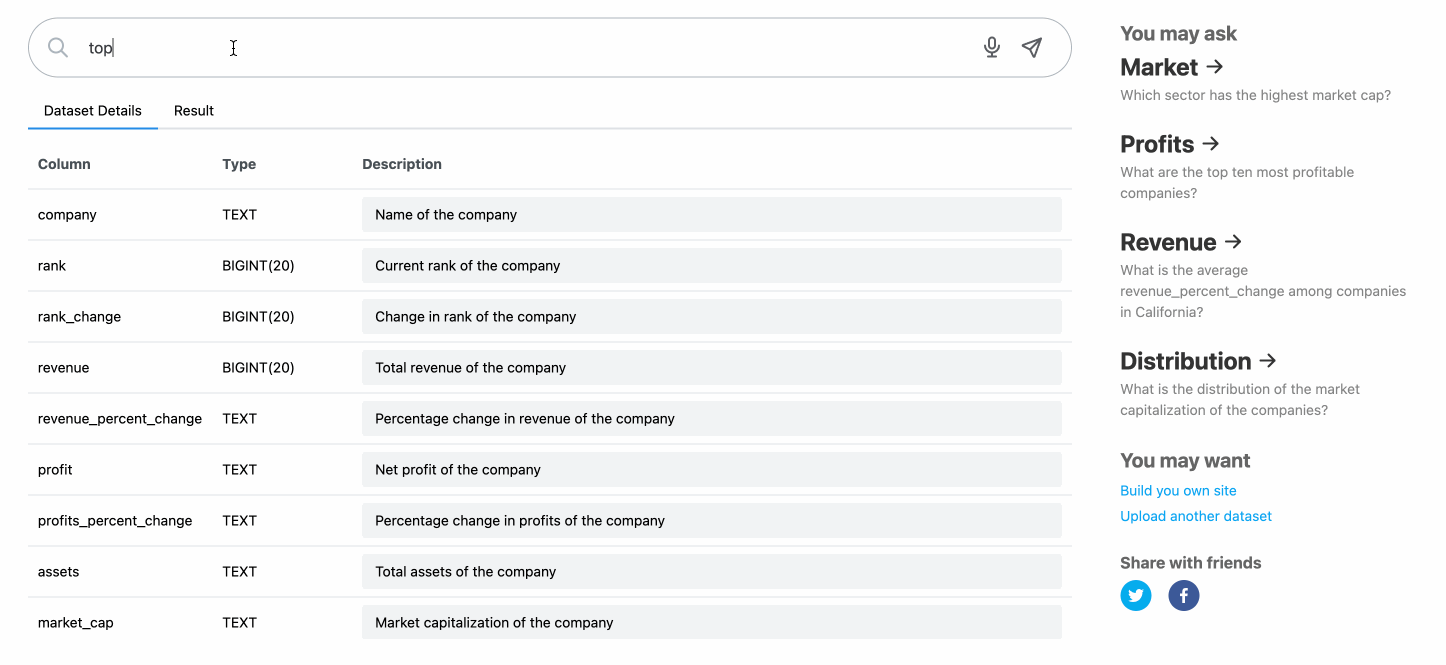 top
Dataset Details Result
Column Type Description
company TEXT Name of the company
rank BIGINT(20) Current rank of the company
rank_change BIGINT(20) Change in rank of the company
revenue BIGINT(20) Total revenue of the company
revenue_percent_change TEXT Percentage change in revenue of the company
profit TEXT Net profit of the company
profits_percent_change TEXT Percentage change in profits of the company
assets TEXT Total assets of the company
market_cap TEXT Market capitalization of the company
You may ask
Market →
Which sector has the highest market cap?
Profits →
What are the top ten most profitable
companies?
Revenue →
What is the average
revenue_percent_change among companies
in California?
Distribution →
What is the distribution of the market
capitalization of the companies?
You may want
Build you own site
Upload another dataset
Share with friends